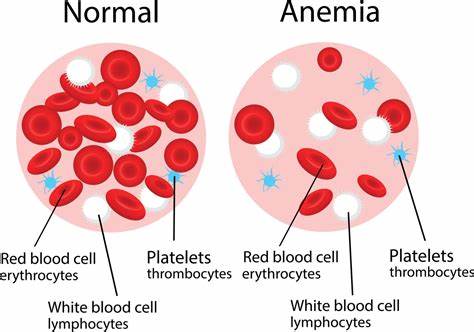 Normal
Anemia
Red blood cell
erythrocytes
Platelets
thrombocytes
White blood cell
lymphocytes
Red blood cell
erythrocytes
Platelets
thrombocytes
White blood cell
lymphocytes